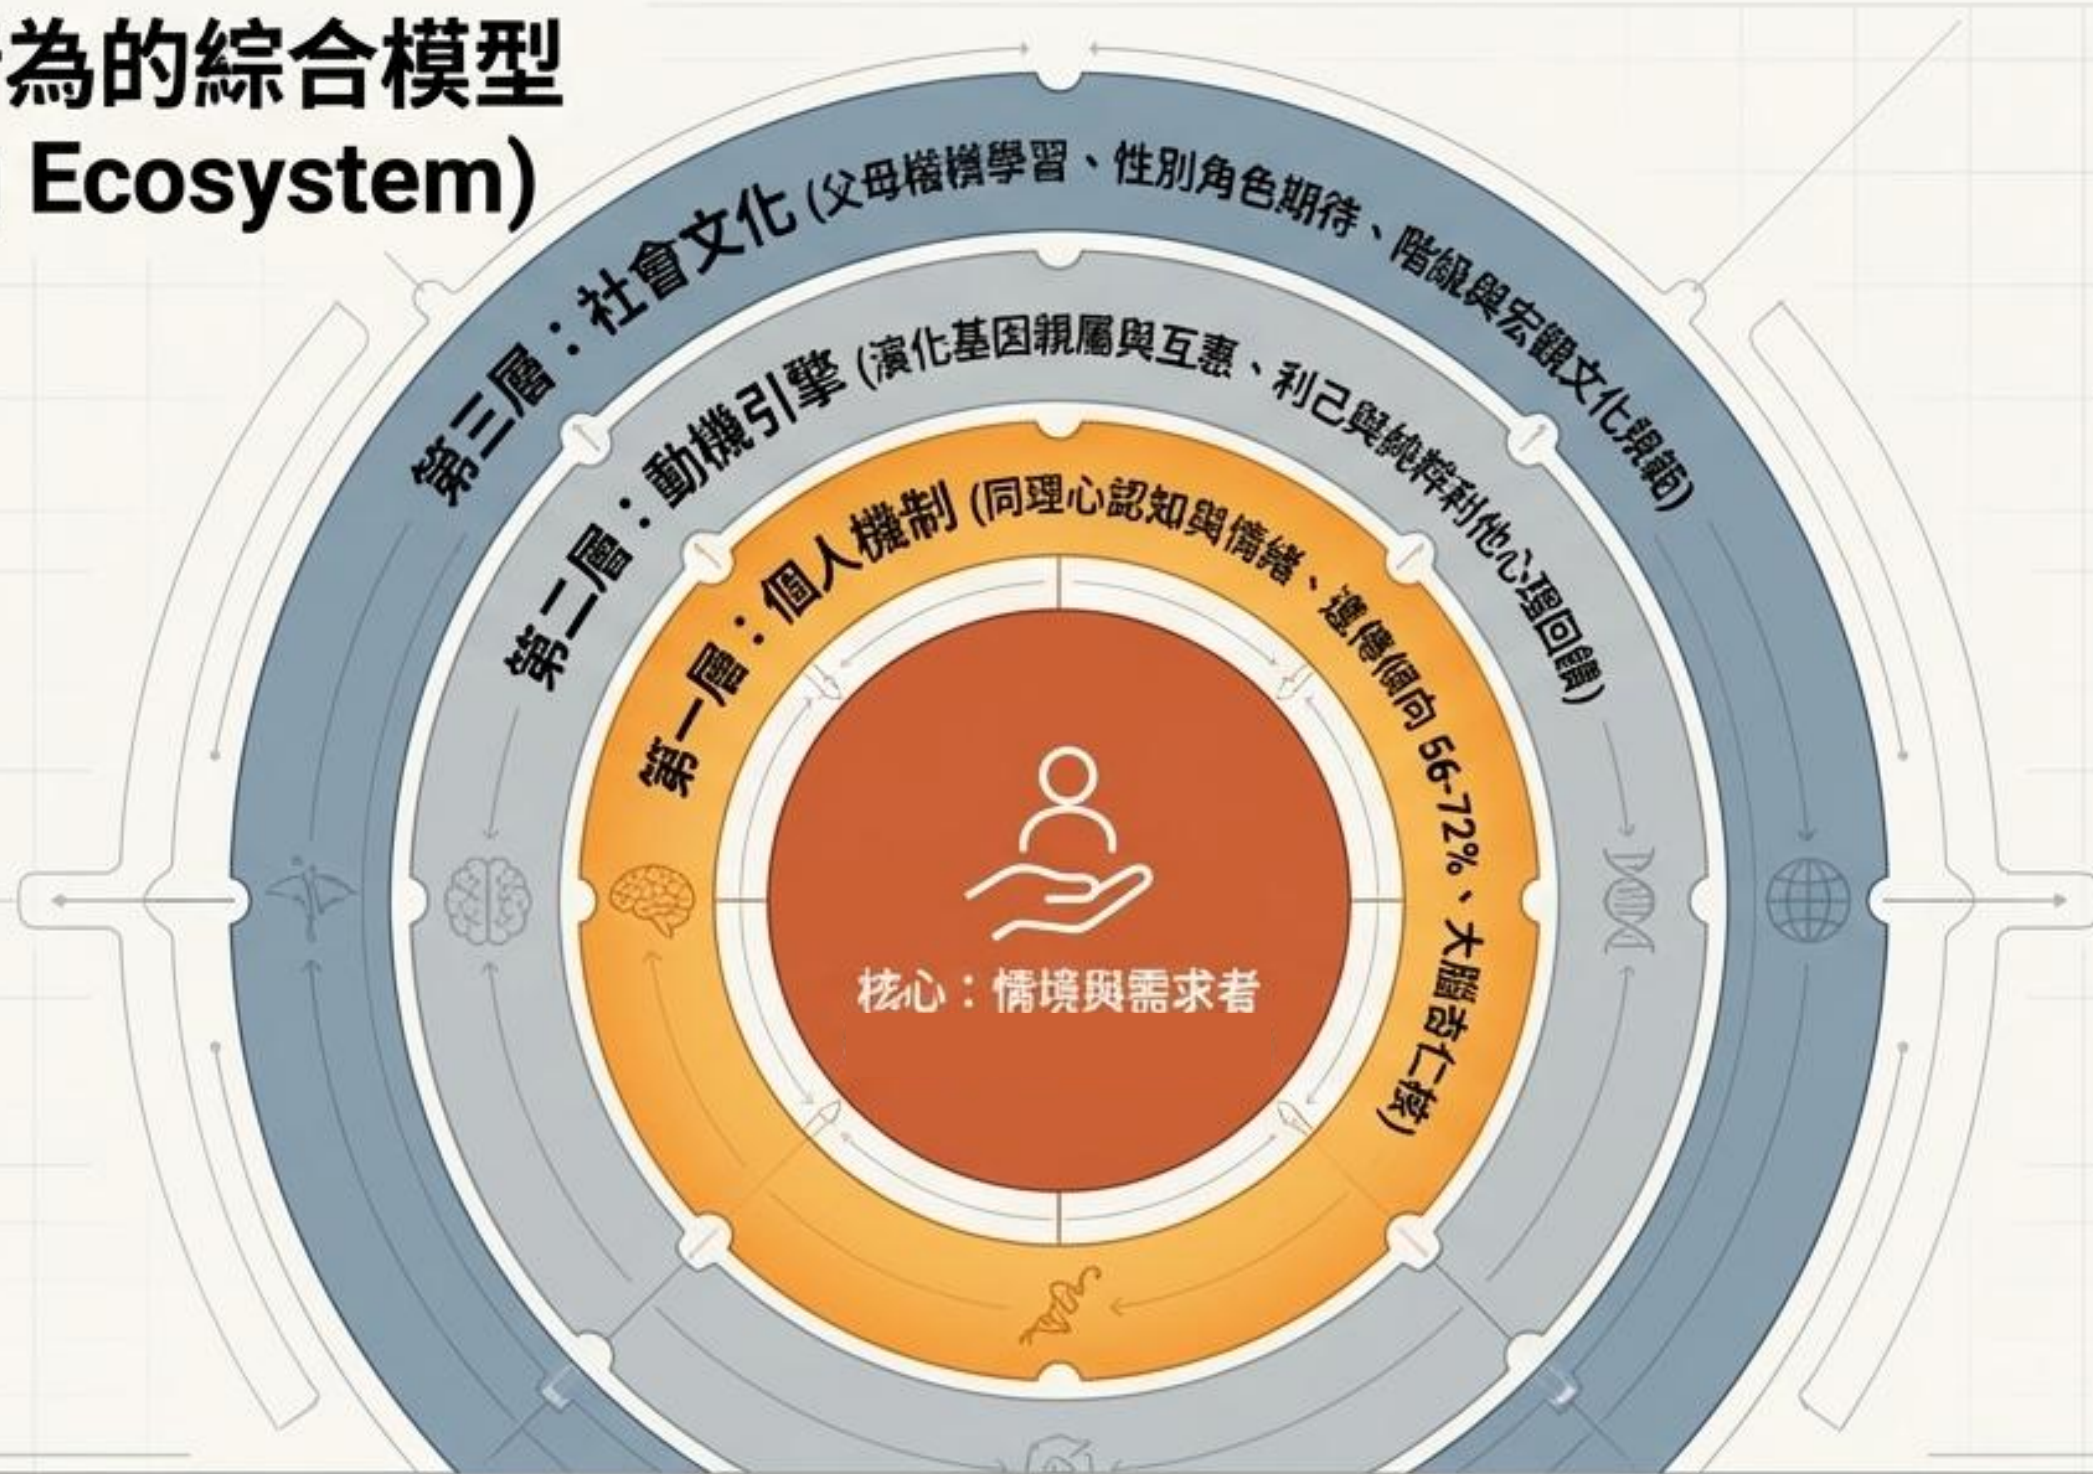 為的綜合模型
Ecosystem)
第三層：社會文化 (父母學習、性別角色期待、階級與宏觀文化規範)
第二層：動機引擎 (演化基因親屬與互惠、利己與純粹利他心理回饋)
第一層：個人機制 (同理心認知與情緒、遺傳傾向 56-72%、大腦杏仁核)
核心：情境與需求者